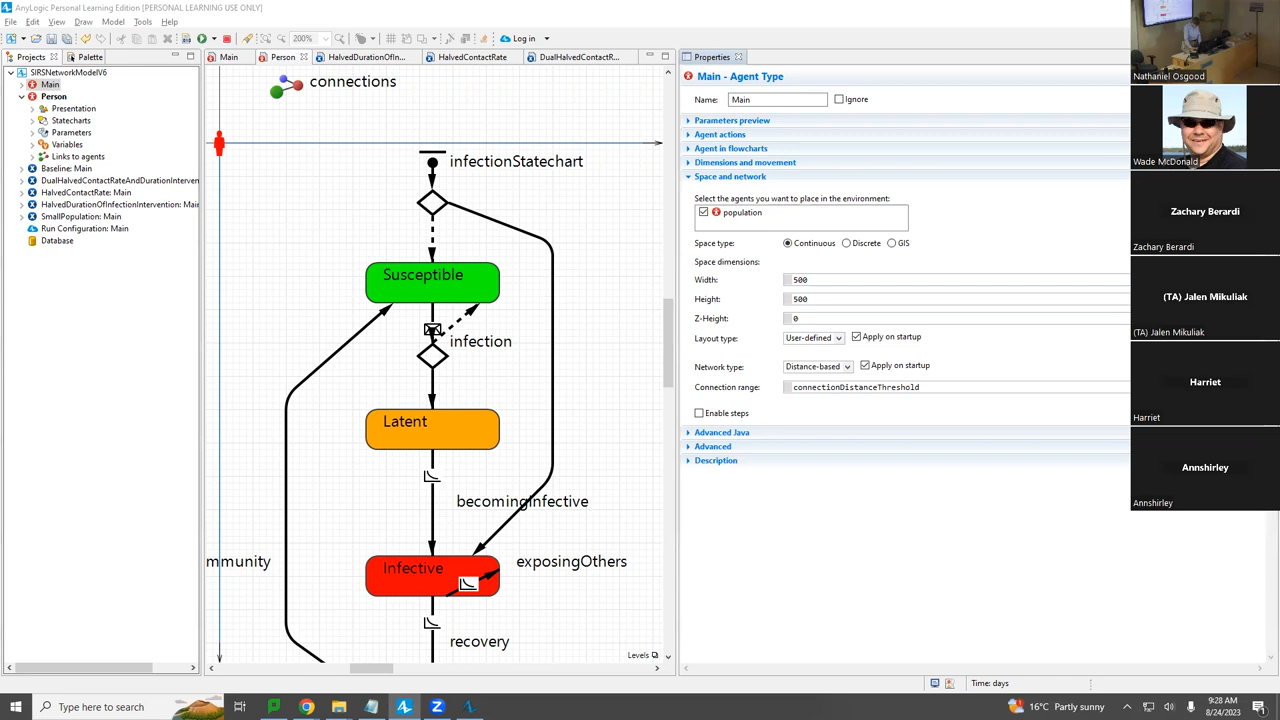 AnyLogic Personal Learning Edition [PERSONAL LEARNING USE ONLY]
File Edit View Draw Model Tools Help
200%
Log in
Projects
Palette
SIRSNetworkModelV6
Main
Person
Presentation
Statecharts
Parameters
Variables
Links to agents
Baseline: Main
DualHalvedContactRateAndDurationInterven
HalvedContactRate: Main
HalvedDurationOfInfectionIntervention: Main
SmallPopulation: Main
Run Configuration: Main
Database
Main
Person
HalvedDurationOfIn...
HalvedContactRate
DualHalvedContactR...
connections
infectionStatechart
Susceptible
infection
Latent
becomingInfective
mmunity
Infective
exposingOthers
recovery
Levels
Properties
Main - Agent Type
Name: Main Ignore
Parameters preview
Agent actions
Agent in flowcharts
Dimensions and movement
Space and network
Select the agents you want to place in the environment:
population
Space type: Continuous Discrete GIS
Space dimensions:
Width: 500
Height: 500
Z-Height: 0
Layout type: User-defined Apply on startup
Network type: Distance-based Apply on startup
Connection range: connectionDistanceThreshold
Enable steps
Advanced Java
Advanced
Description
Time: days
Nathaniel Osgood
Wade McDonald
Zachary Berardi
Zachary Berardi
(TA) Jalen Mikuliak
(TA) Jalen Mikuliak
Harriet
Harriet
Annshirley
Annshirley
Type here to search
16°C Partly sunny
9:28 AM
8/24/2023
1